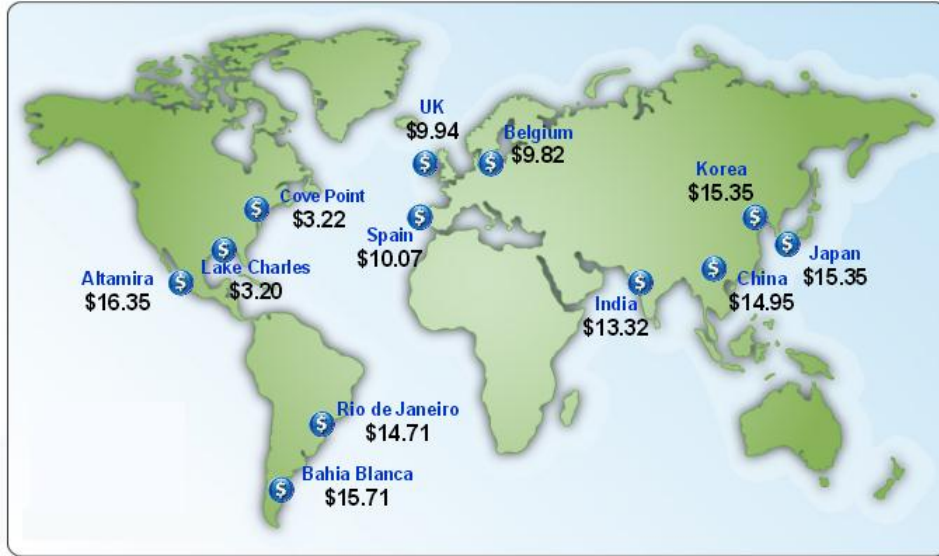 UK
$9.94
Belgium
$9.82
Korea
$15.35
Cove Point
$3.22
Spain
$10.07
Japan
$15.35
Altamira
$16.35
Lake Charles
$3.20
China
$14.95
India
$13.32
Rio de Janeiro
$14.71
Bahia Blanca
$15.71